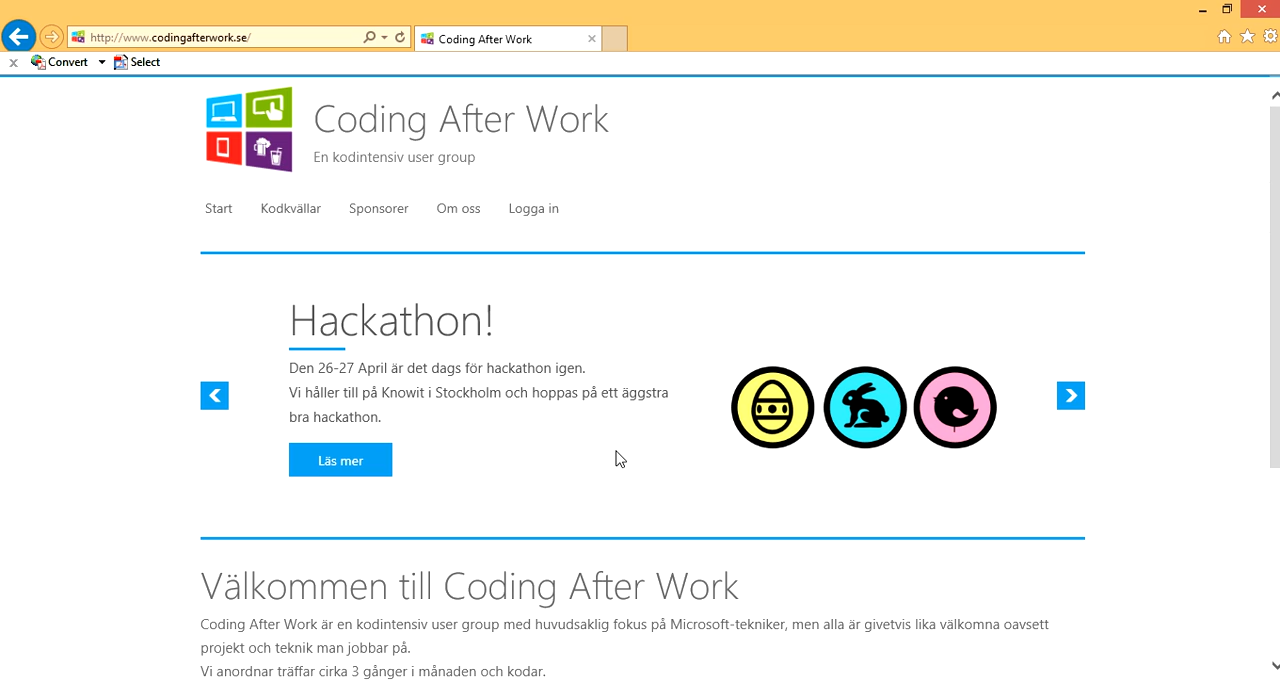 http://www.codingafterwork.se/
Coding After Work
Convert
Select
Coding After Work
En kodintensiv user group
Start
Kodkvällar
Sponsorer
Om oss
Logga in
Hackathon!
Den 26-27 April är det dags för hackathon igen.
Vi håller till på Knowit i Stockholm och hoppas på ett äggstra
bra hackathon.
Läs mer
Välkommen till Coding After Work
Coding After Work är en kodintensiv user group med huvudsaklig fokus på Microsoft-tekniker, men alla är givetvis lika välkomna oavsett
projekt och teknik man jobbar på.
Vi anordnar träffar cirka 3 gånger i månaden och kodar.